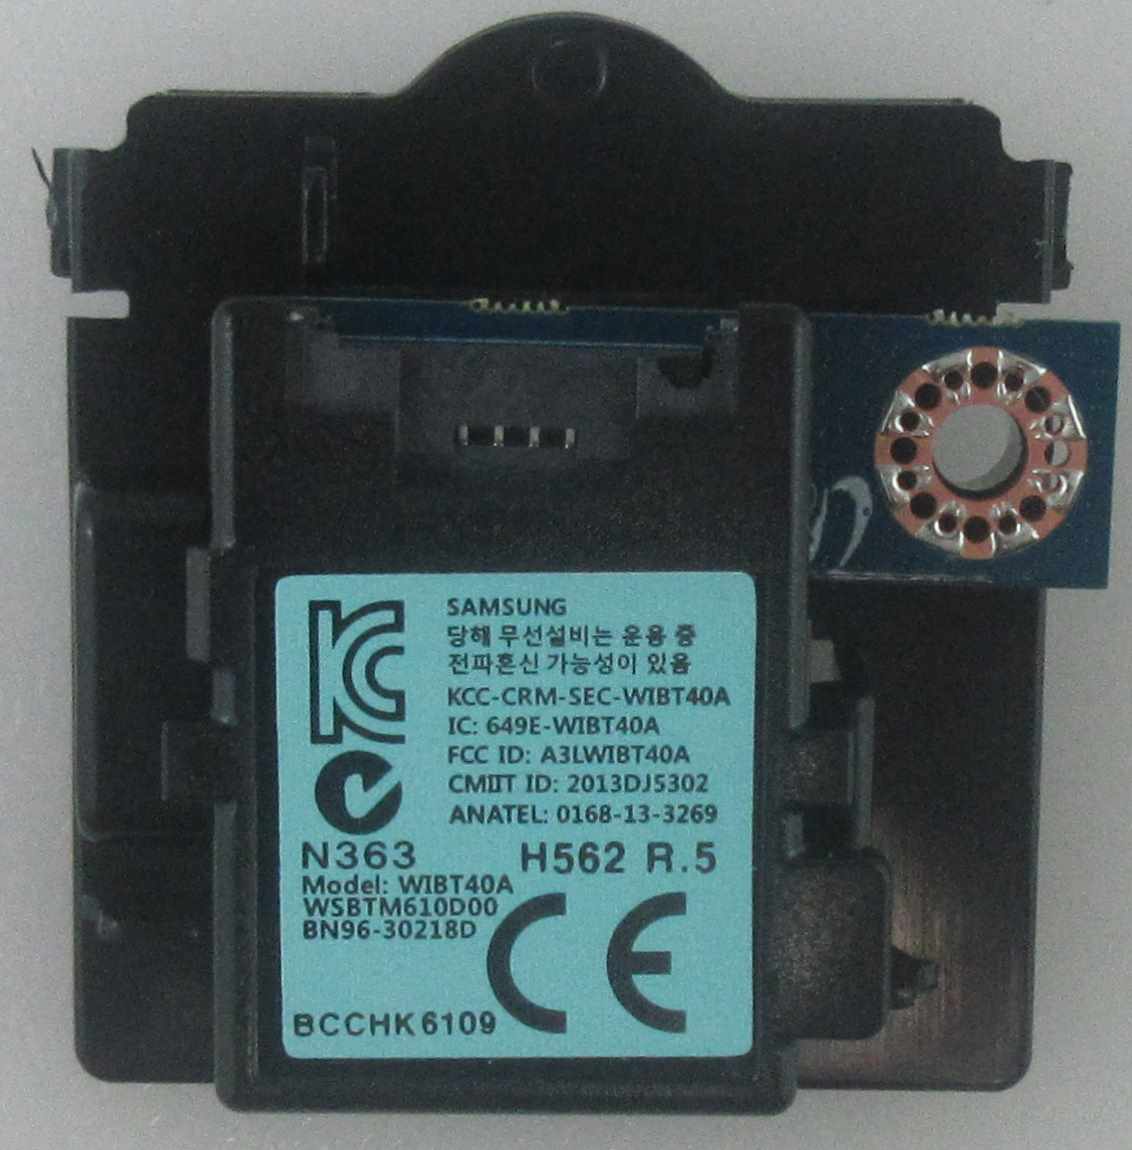 SAMSUNG
당해 무선설비는 운용 중
전파혼신 가능성이 있음
KCC-CRM-SEC-WIBT40A
IC: 649E-WIBT40A
FCC ID: A3LWIBT40A
CMIIT ID: 2013DJ5302
ANATEL: 0168-13-3269
N363 H562 R.5
Model: WIBT40A
WSBTM610D00
BN96-30218D
CE
BCCHK6109